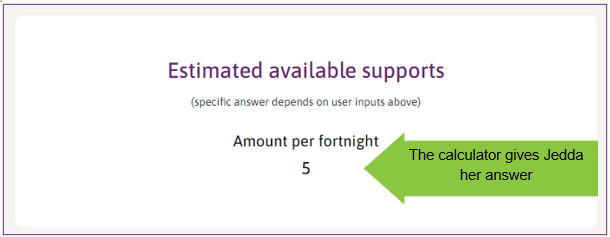 Estimated available supports
(specific answer depends on user inputs above)
Amount per fortnight
5
The calculator gives Jedda
her answer